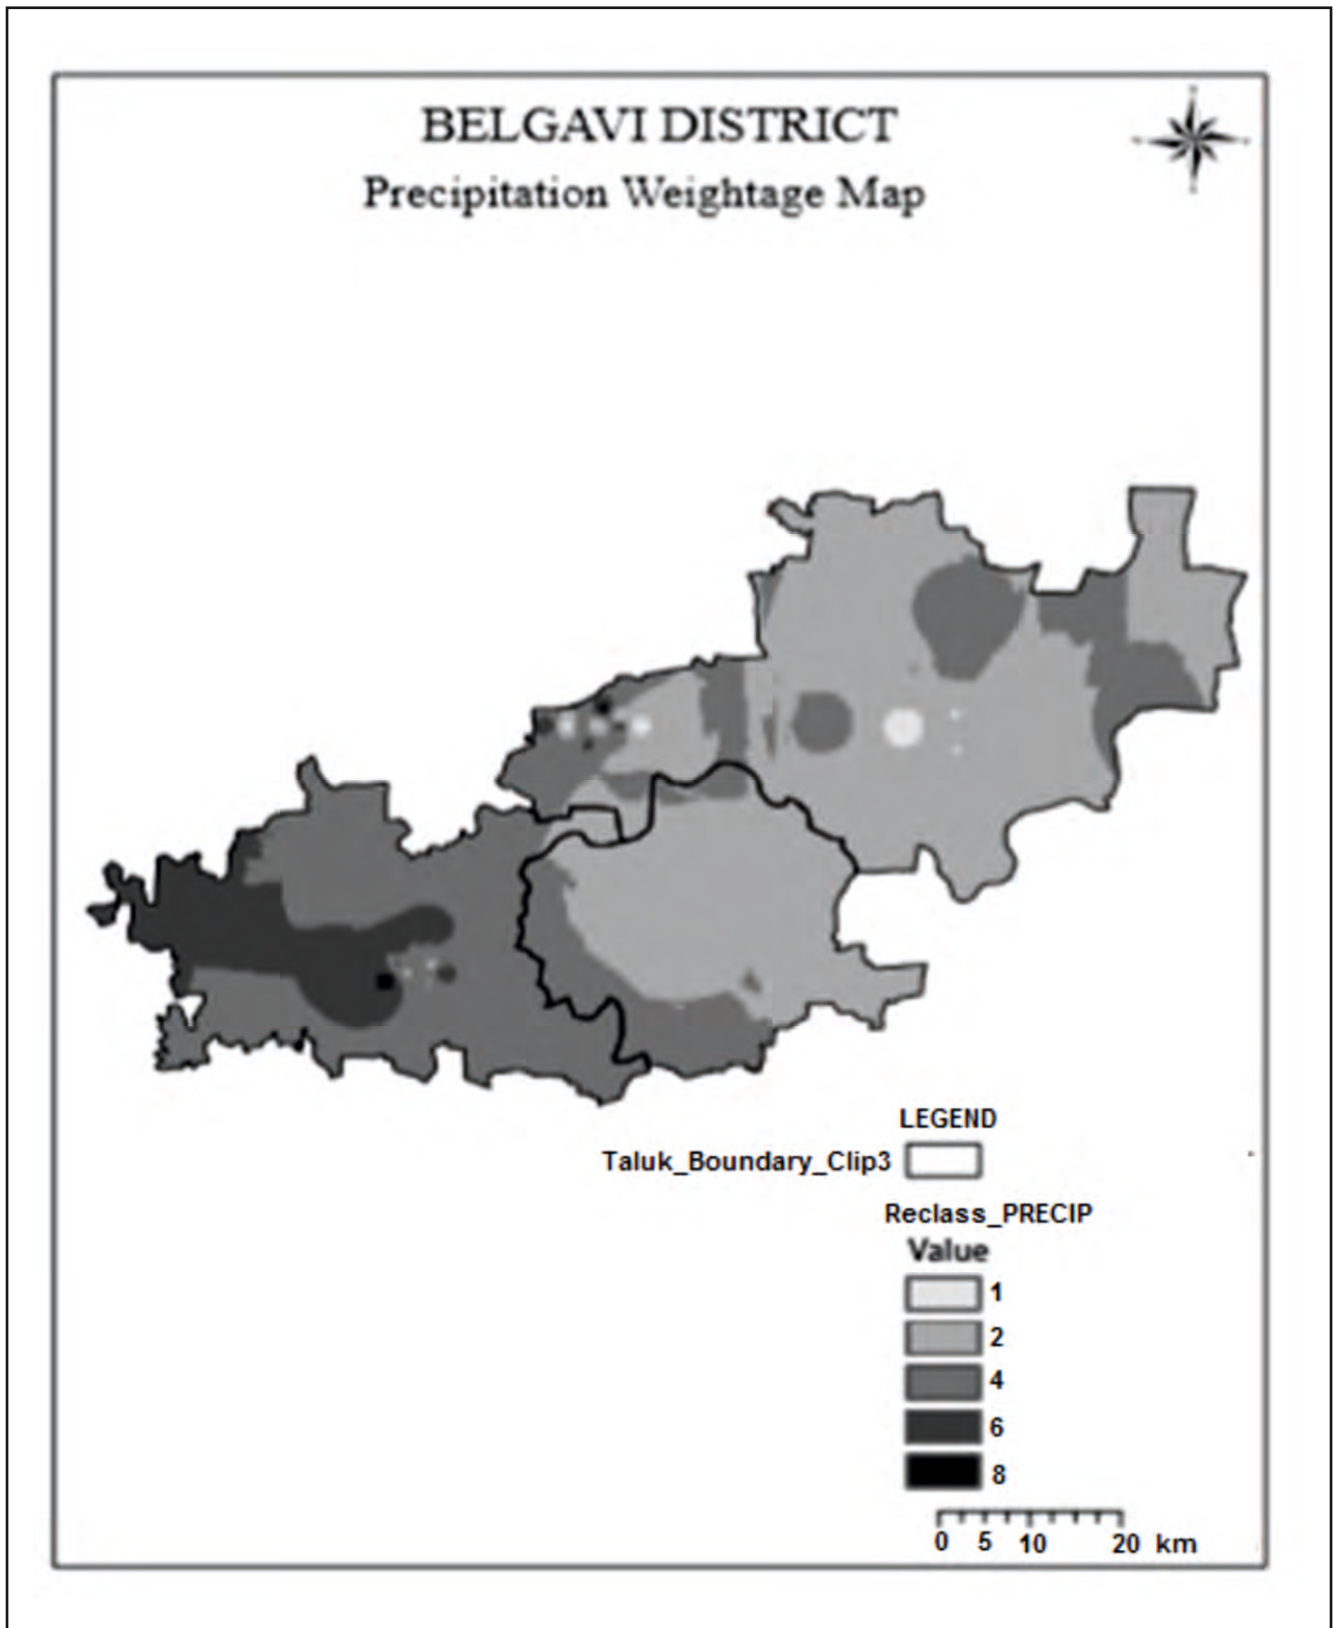 BELGAVI DISTRICT
Precipitation Weightage Map
LEGEND
Taluk_Boundary_Clip3
Reclass_PRECIP
Value
1
2
4
6
8
0 5 10 20 km